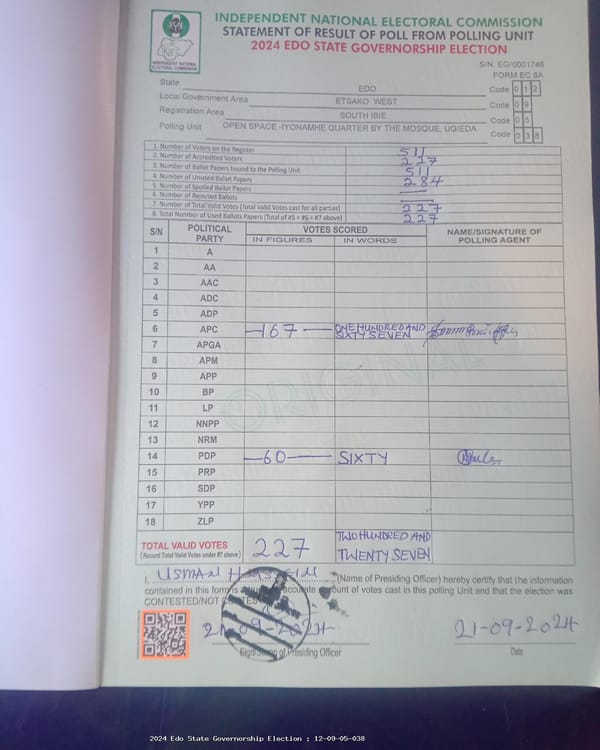 INDEPENDENT NATIONAL ELECTORAL COMMISSION
STATEMENT OF RESULT OF POLL FROM POLLING UNIT
2024 EDO STATE GOVERNORSHIP ELECTION
INDEPENDENT NATIONAL ELECTORAL COMMISSION
S/N EG/0001746
FORM EC 8A
State EDO Code 0 1 2
Local Government Area ETSAKO WEST Code 0 9
Registration Area SOUTH IBIE Code 0 5
Polling Unit OPEN SPACE -IYONAMHE QUARTER BY THE MOSQUE, UGIEDA Code 0 3 8
1. Number of Voters on the Register 511
2. Number of Accredited Voters 227
3. Number of Ballot Papers Issued to the Polling Unit 511
4. Number of Unused Ballot Papers 284
5. Number of Spoiled Ballot Papers
6. Number of Rejected Ballots
7. Number of Total Valid Votes (Total Valid Votes cast for all parties) 227
8. Total Number of Used Ballots Papers (Total of #5 + #6 + #7 above) 227
S/N POLITICAL PARTY VOTES SCORED NAME/SIGNATURE OF POLLING AGENT
IN FIGURES IN WORDS
1 A
2 AA
3 AAC
4 ADC
5 ADP
6 APC 167 ONE HUNDRED AND SIXTY SEVEN
7 APGA
8 APM
9 APP
10 BP
11 LP
12 NNPP
13 NRM
14 PDP 60 SIXTY
15 PRP
16 SDP
17 YPP
18 ZLP
ORIGINAL
TOTAL VALID VOTES 227 TWO HUNDRED AND TWENTY SEVEN
(Record Total Valid Votes under #7 above)
I, USMAN (Name of Presiding Officer) hereby certify that the information
contained in this form is accurate account of votes cast in this polling Unit and that the election was
CONTESTED/NOT
21-09-2024 21-09-2024
Sign/Stamp of Presiding Officer Date
2024 Edo State Governorship Election : 12-09-05-038